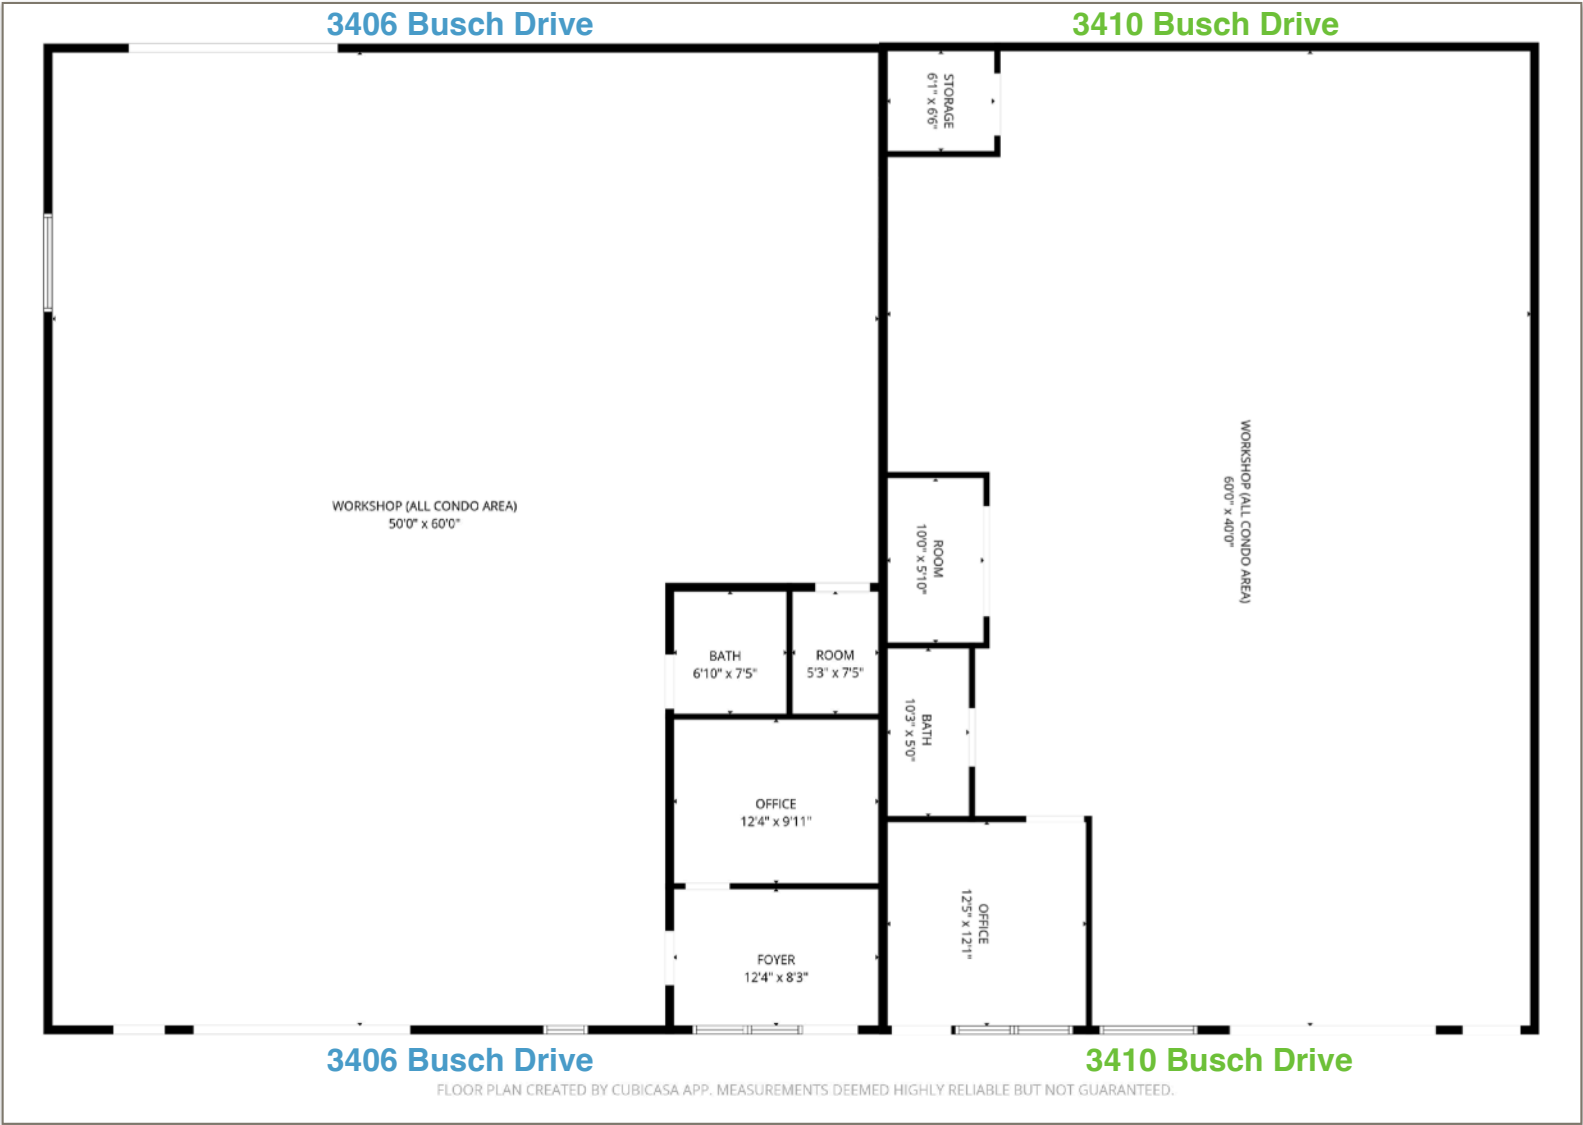 3406 Busch Drive
3410 Busch Drive
STORAGE
6'1" x 6'6"
WORKSHOP (ALL CONDO AREA)
50'0" x 60'0"
WORKSHOP (ALL CONDO AREA)
60'0" x 40'0"
ROOM
10'0" x 5'10"
BATH
6'10" x 7'5"
ROOM
5'3" x 7'5"
BATH
10'3" x 5'0"
OFFICE
12'4" x 9'11"
OFFICE
12'5" x 12'1"
FOYER
12'4" x 8'3"
3406 Busch Drive
3410 Busch Drive
FLOOR PLAN CREATED BY CUBICASA APP. MEASUREMENTS DEEMED HIGHLY RELIABLE BUT NOT GUARANTEED.